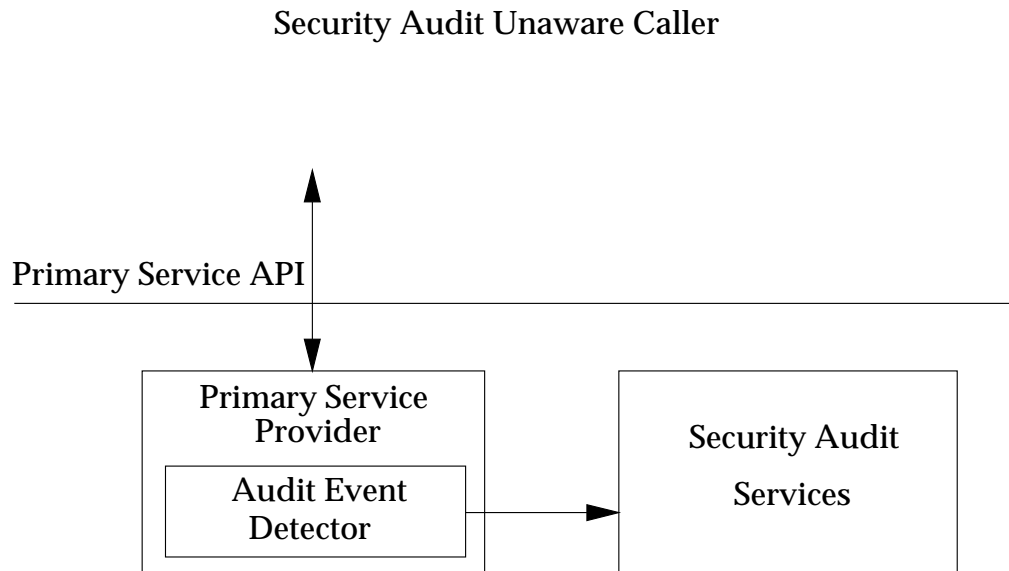 Security Audit Unaware Caller
Primary Service API
Primary Service
Provider
Audit Event
Detector
Security Audit
Services